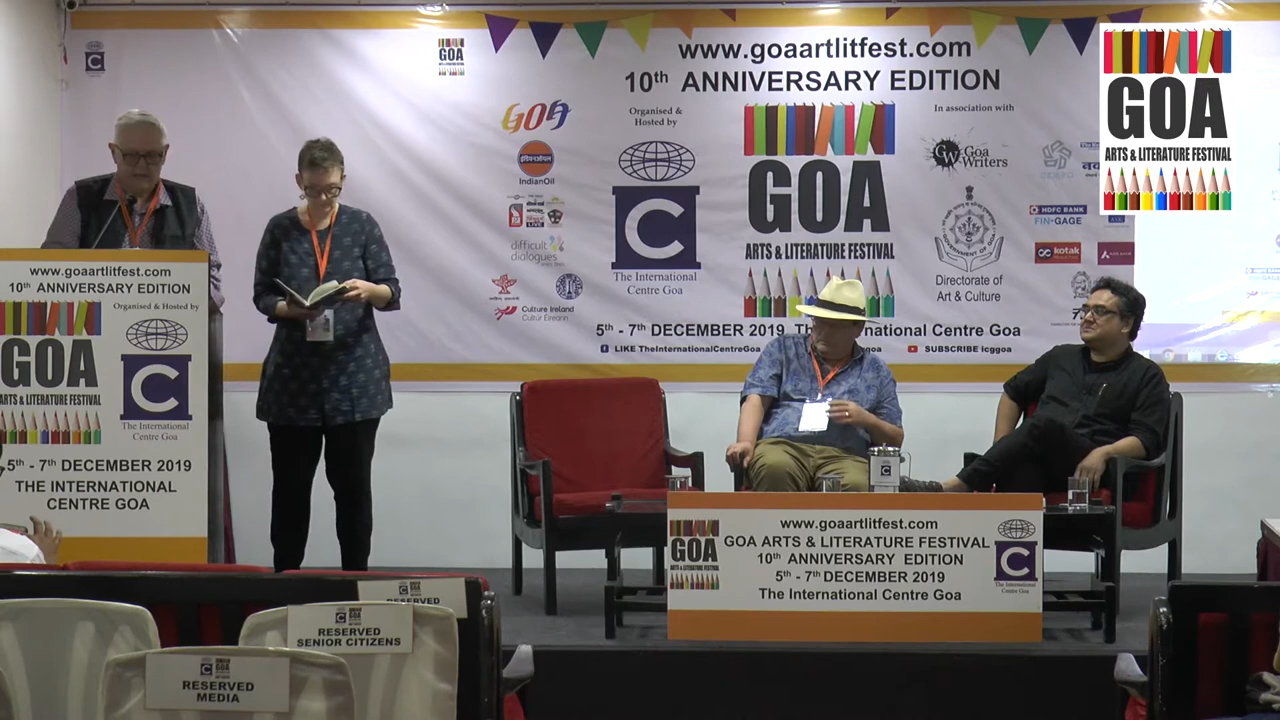 www.goaartlitfest.com
10th ANNIVERSARY EDITION
GOA
ARTS & LITERATURE FESTIVAL
GOA
IndianOil
difficult
dialogues
Culture Ireland
Cultúr Éireann
Organised &
Hosted by
C
The International
Centre Goa
GOA
ARTS & LITERATURE FESTIVAL
In association with
GW Goa
Writers
Directorate of
Art & Culture
HDFC BANK
FIN-GAGE
kotak
5th - 7th DECEMBER 2019 The International Centre Goa
LIKE TheInternationalCentreGoa
SUBSCRIBE icggoa
www.goaartlitfest.com
10th ANNIVERSARY EDITION
Organised & Hosted by
GOA
ARTS & LITERATURE FESTIVAL
C
The International
Centre Goa
5th - 7th DECEMBER 2019
THE INTERNATIONAL
CENTRE GOA
www.goaartlitfest.com
GOA ARTS & LITERATURE FESTIVAL
10th ANNIVERSARY EDITION
5th - 7th DECEMBER 2019
The International Centre Goa
GOA
ARTS & LITERATURE FESTIVAL
C
The International
Centre Goa
RESERVED
C
RESERVED
SENIOR CITIZENS
C
RESERVED
MEDIA